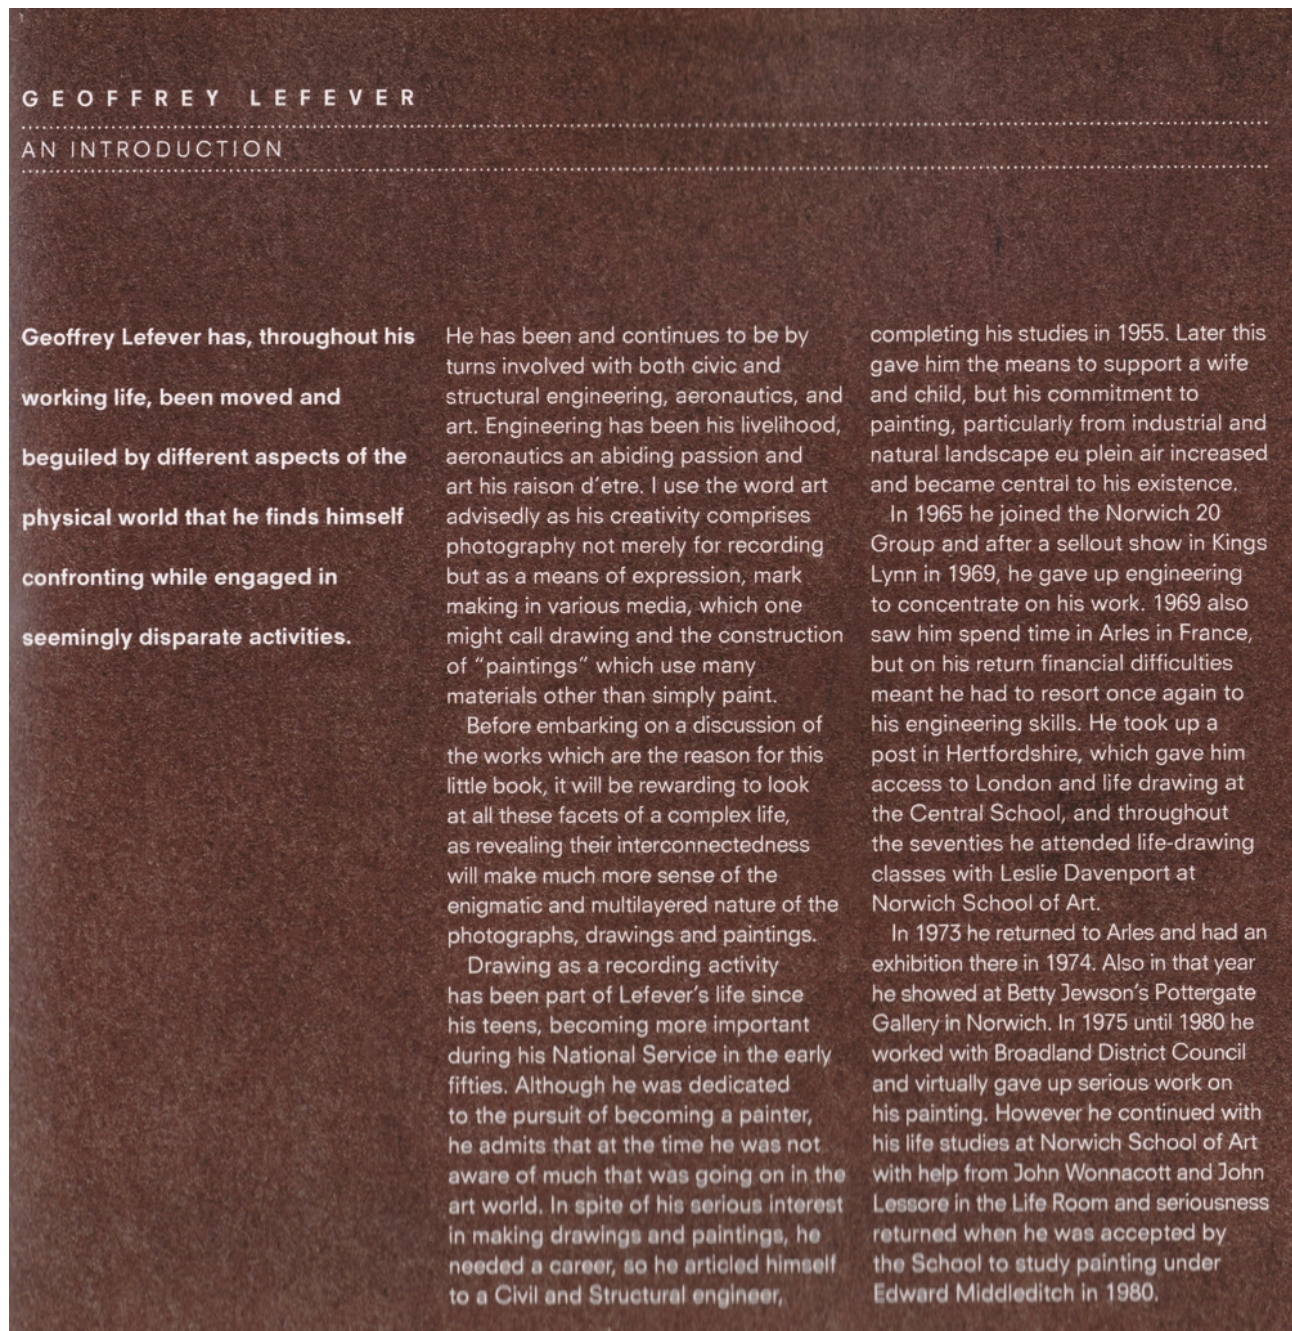 GEOFFREY LEFEVER
AN INTRODUCTION
Geoffrey Lefever has, throughout his
working life, been moved and
beguiled by different aspects of the
physical world that he finds himself
confronting while engaged in
seemingly disparate activities.
He has been and continues to be by
turns involved with both civic and
structural engineering, aeronautics, and
art. Engineering has been his livelihood,
aeronautics an abiding passion and
art his raison d'etre. I use the word art
advisedly as his creativity comprises
photography not merely for recording
but as a means of expression, mark
making in various media, which one
might call drawing and the construction
of “paintings” which use many
materials other than simply paint.
Before embarking on a discussion of
the works which are the reason for this
little book, it will be rewarding to look
at all these facets of a complex life,
as revealing their interconnectedness
will make much more sense of the
enigmatic and multilayered nature of the
photographs, drawings and paintings.
Drawing as a recording activity
has been part of Lefever's life since
his teens, becoming more important
during his National Service in the early
fifties. Although he was dedicated
to the pursuit of becoming a painter,
he admits that at the time he was not
aware of much that was going on in the
art world. In spite of his serious interest
in making drawings and paintings, he
needed a career, so he articled himself
to a Civil and Structural engineer,
completing his studies in 1955. Later this
gave him the means to support a wife
and child, but his commitment to
painting, particularly from industrial and
natural landscape eu plein air increased
and became central to his existence.
In 1965 he joined the Norwich 20
Group and after a sellout show in Kings
Lynn in 1969, he gave up engineering
to concentrate on his work. 1969 also
saw him spend time in Arles in France,
but on his return financial difficulties
meant he had to resort once again to
his engineering skills. He took up a
post in Hertfordshire, which gave him
access to London and life drawing at
the Central School, and throughout
the seventies he attended life-drawing
classes with Leslie Davenport at
Norwich School of Art.
In 1973 he returned to Arles and had an
exhibition there in 1974. Also in that year
he showed at Betty Jewson's Pottergate
Gallery in Norwich. In 1975 until 1980 he
worked with Broadland District Council
and virtually gave up serious work on
his painting. However he continued with
his life studies at Norwich School of Art
with help from John Wonnacott and John
Lessore in the Life Room and seriousness
returned when he was accepted by
the School to study painting under
Edward Middleditch in 1980.